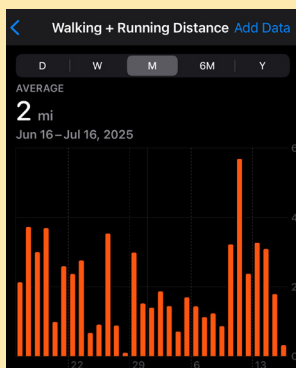 Walking + Running Distance Add Data
D W M 6M Y
AVERAGE
2 mi
Jun 16–Jul 16, 2025
6
4
2
0
22 29 6 13